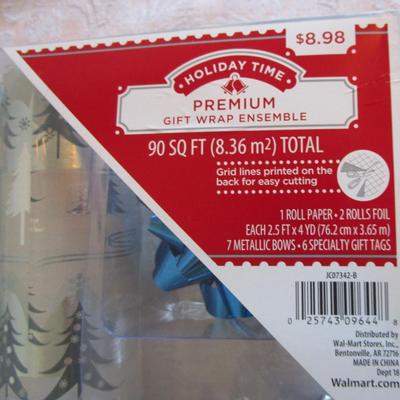 $8.98
HOLIDAY TIME
PREMIUM
GIFT WRAP ENSEMBLE
90 SQ FT (8.36 m²) TOTAL
Grid lines printed on the
back for easy cutting
1 ROLL PAPER • 2 ROLLS FOIL
EACH 2.5 FT x 4 YD (76.2 cm x 3.65 m)
7 METALLIC BOWS • 6 SPECIALTY GIFT TAGS
JC07342-B
0 25743 09644 8
Distributed by
Wal-Mart Stores, Inc.,
Bentonville, AR 72716
MADE IN CHINA
Dept 18
Walmart.com